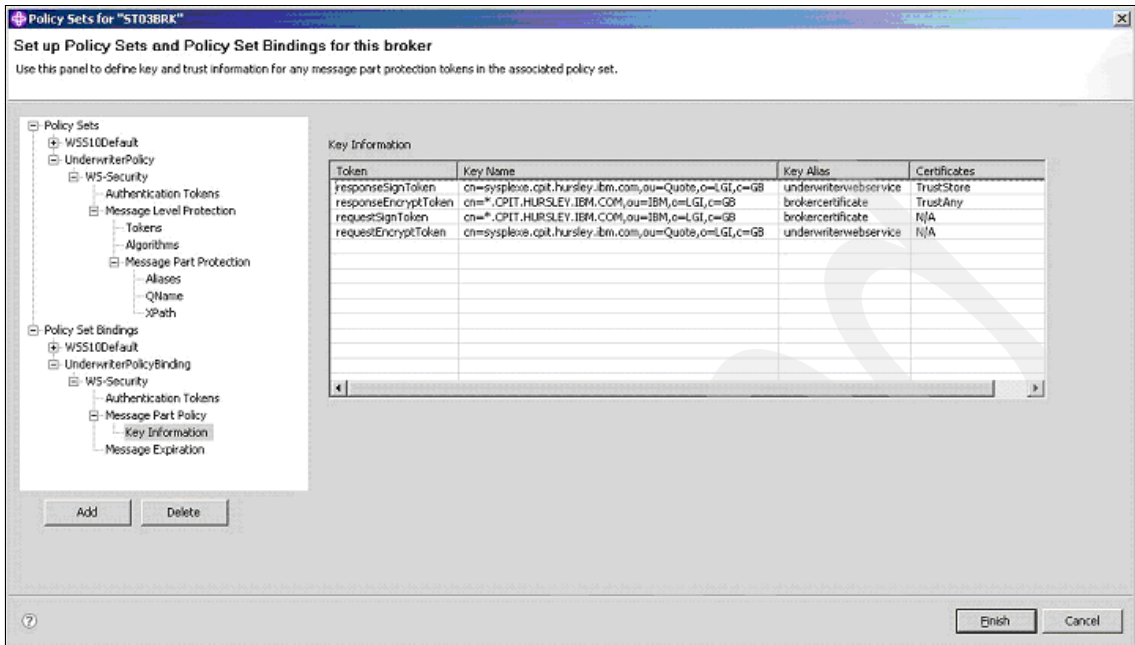 Policy Sets for "ST03BRK"
Set up Policy Sets and Policy Set Bindings for this broker
Use this panel to define key and trust information for any message part protection tokens in the associated policy set.
Policy Sets
WSS10Default
UnderwriterPolicy
WS-Security
Authentication Tokens
Message Level Protection
Tokens
Algorithms
Message Part Protection
Aliases
QName
XPath
Policy Set Bindings
WSS10Default
UnderwriterPolicyBinding
WS-Security
Authentication Tokens
Message Part Policy
Key Information
Message Expiration
Add Delete
Key Information
Token Key Name Key Alias Certificates
responseSignToken cn=sysplexe.cpit.hursley.ibm.com,ou=Quote,o=LGI,c=GB underwriterwebservice TrustStore
responseEncryptToken cn=*.CPIT.HURSLEY.IBM.COM,ou=IBM,o=LGI,c=GB brokercertificate TrustAny
requestSignToken cn=*.CPIT.HURSLEY.IBM.COM,ou=IBM,o=LGI,c=GB brokercertificate N/A
requestEncryptToken cn=sysplexe.cpit.hursley.ibm.com,ou=Quote,o=LGI,c=GB underwriterwebservice N/A
?
Finish Cancel